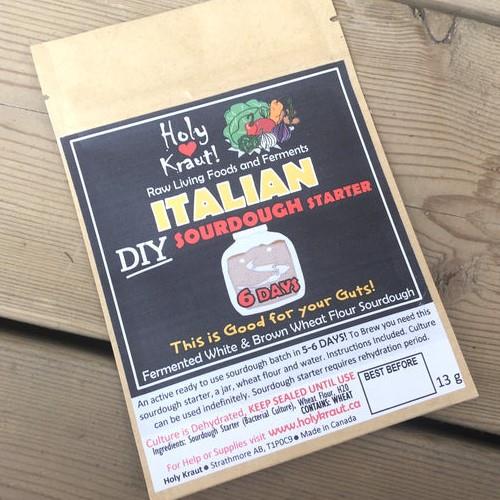 Holy
Kraut!
Raw Living Foods and Ferments
ITALIAN
DIY SOURDOUGH STARTER
6 DAYS
This is Good for your Guts!
Fermented White & Brown Wheat Flour Sourdough
An active ready to use sourdough batch in 5-6 DAYS! To Brew you need this
sourdough starter, a jar, wheat flour and water. Instructions included. Culture
can be used indefinitely. Sourdough starter requires rehydration period.
Culture is Dehydrated, KEEP SEALED UNTIL USE
Ingredients: Sourdough Starter (Bacterial Culture), Wheat Flour, H2O
CONTAINS: WHEAT
For Help or Supplies visit www.holykraut.ca
Holy Kraut • Strathmore AB, T1P0C9 • Made in Canada
BEST BEFORE
13 g